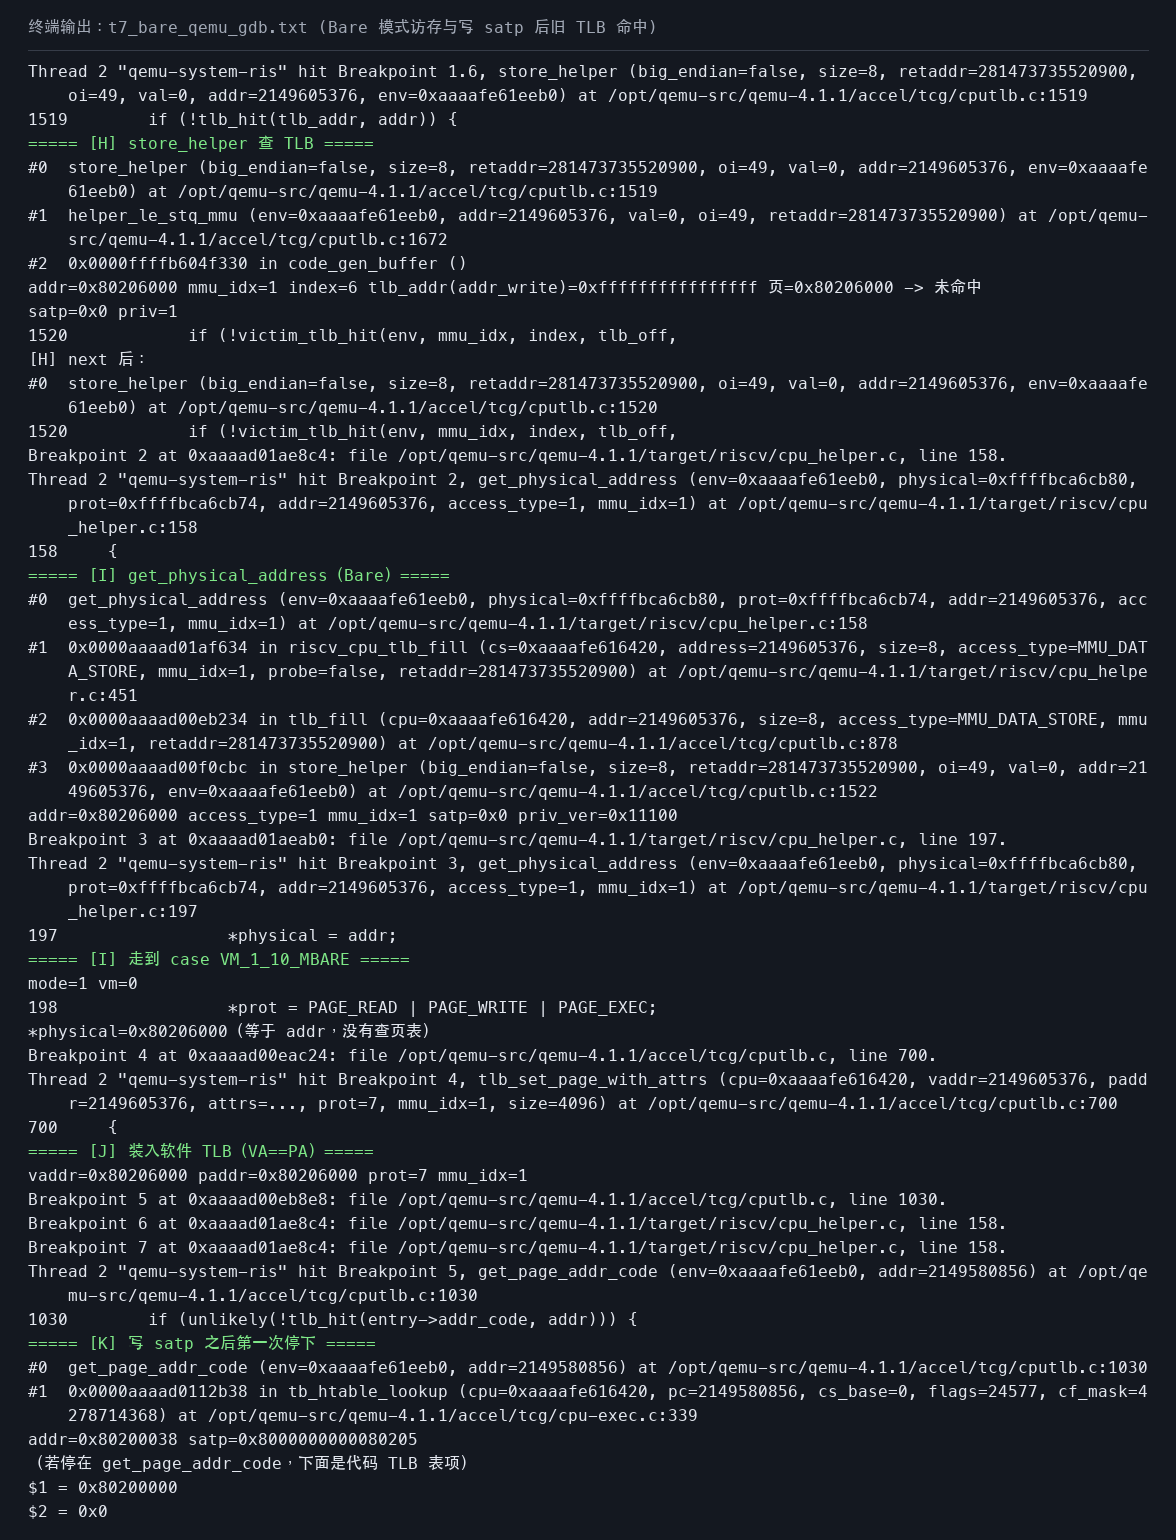 终端输出：t7_bare_qemu_gdb.txt (Bare 模式访存与写 satp 后旧 TLB 命中)
Thread 2 "qemu-system-ris" hit Breakpoint 1.6, store_helper (big_endian=false, size=8, retaddr=281473735520900,
oi=49, val=0, addr=2149605376, env=0xaaaafe61eeb0) at /opt/qemu-src/qemu-4.1.1/accel/tcg/cputlb.c:1519
1519        if (!tlb_hit(tlb_addr, addr)) {
===== [H] store_helper 查 TLB =====
#0  store_helper (big_endian=false, size=8, retaddr=281473735520900, oi=49, val=0, addr=2149605376, env=0xaaaafe
61eeb0) at /opt/qemu-src/qemu-4.1.1/accel/tcg/cputlb.c:1519
#1  helper_le_stq_mmu (env=0xaaaafe61eeb0, addr=2149605376, val=0, oi=49, retaddr=281473735520900) at /opt/qemu-
src/qemu-4.1.1/accel/tcg/cputlb.c:1672
#2  0x0000ffffb604f330 in code_gen_buffer ()
addr=0x80206000 mmu_idx=1 index=6 tlb_addr(addr_write)=0xffffffffffffffff 页=0x80206000 -> 未命中
satp=0x0 priv=1
1520            if (!victim_tlb_hit(env, mmu_idx, index, tlb_off,
[H] next 后：
#0  store_helper (big_endian=false, size=8, retaddr=281473735520900, oi=49, val=0, addr=2149605376, env=0xaaaafe
61eeb0) at /opt/qemu-src/qemu-4.1.1/accel/tcg/cputlb.c:1520
1520            if (!victim_tlb_hit(env, mmu_idx, index, tlb_off,
Breakpoint 2 at 0xaaaad01ae8c4: file /opt/qemu-src/qemu-4.1.1/target/riscv/cpu_helper.c, line 158.
Thread 2 "qemu-system-ris" hit Breakpoint 2, get_physical_address (env=0xaaaafe61eeb0, physical=0xffffbca6cb80,
prot=0xffffbca6cb74, addr=2149605376, access_type=1, mmu_idx=1) at /opt/qemu-src/qemu-4.1.1/target/riscv/cpu
_helper.c:158
158     {
===== [I] get_physical_address（Bare）=====
#0  get_physical_address (env=0xaaaafe61eeb0, physical=0xffffbca6cb80, prot=0xffffbca6cb74, addr=2149605376, acc
ess_type=1, mmu_idx=1) at /opt/qemu-src/qemu-4.1.1/target/riscv/cpu_helper.c:158
#1  0x0000aaaad01af634 in riscv_cpu_tlb_fill (cs=0xaaaafe616420, address=2149605376, size=8, access_type=MMU_DAT
A_STORE, mmu_idx=1, probe=false, retaddr=281473735520900) at /opt/qemu-src/qemu-4.1.1/target/riscv/cpu_helpe
r.c:451
#2  0x0000aaaad00eb234 in tlb_fill (cpu=0xaaaafe616420, addr=2149605376, size=8, access_type=MMU_DATA_STORE, mmu
_idx=1, retaddr=281473735520900) at /opt/qemu-src/qemu-4.1.1/accel/tcg/cputlb.c:878
#3  0x0000aaaad00f0cbc in store_helper (big_endian=false, size=8, retaddr=281473735520900, oi=49, val=0, addr=21
49605376, env=0xaaaafe61eeb0) at /opt/qemu-src/qemu-4.1.1/accel/tcg/cputlb.c:1522
addr=0x80206000 access_type=1 mmu_idx=1 satp=0x0 priv_ver=0x11100
Breakpoint 3 at 0xaaaad01aeab0: file /opt/qemu-src/qemu-4.1.1/target/riscv/cpu_helper.c, line 197.
Thread 2 "qemu-system-ris" hit Breakpoint 3, get_physical_address (env=0xaaaafe61eeb0, physical=0xffffbca6cb80,
prot=0xffffbca6cb74, addr=2149605376, access_type=1, mmu_idx=1) at /opt/qemu-src/qemu-4.1.1/target/riscv/cpu
_helper.c:197
197                 *physical = addr;
===== [I] 走到 case VM_1_10_MBARE =====
mode=1 vm=0
198                 *prot = PAGE_READ | PAGE_WRITE | PAGE_EXEC;
*physical=0x80206000（等于 addr，没有查页表）
Breakpoint 4 at 0xaaaad00eac24: file /opt/qemu-src/qemu-4.1.1/accel/tcg/cputlb.c, line 700.
Thread 2 "qemu-system-ris" hit Breakpoint 4, tlb_set_page_with_attrs (cpu=0xaaaafe616420, vaddr=2149605376, padd
r=2149605376, attrs=..., prot=7, mmu_idx=1, size=4096) at /opt/qemu-src/qemu-4.1.1/accel/tcg/cputlb.c:700
700     {
===== [J] 装入软件 TLB（VA==PA）=====
vaddr=0x80206000 paddr=0x80206000 prot=7 mmu_idx=1
Breakpoint 5 at 0xaaaad00eb8e8: file /opt/qemu-src/qemu-4.1.1/accel/tcg/cputlb.c, line 1030.
Breakpoint 6 at 0xaaaad01ae8c4: file /opt/qemu-src/qemu-4.1.1/target/riscv/cpu_helper.c, line 158.
Breakpoint 7 at 0xaaaad01ae8c4: file /opt/qemu-src/qemu-4.1.1/target/riscv/cpu_helper.c, line 158.
Thread 2 "qemu-system-ris" hit Breakpoint 5, get_page_addr_code (env=0xaaaafe61eeb0, addr=2149580856) at /opt/qe
mu-src/qemu-4.1.1/accel/tcg/cputlb.c:1030
1030        if (unlikely(!tlb_hit(entry->addr_code, addr))) {
===== [K] 写 satp 之后第一次停下 =====
#0  get_page_addr_code (env=0xaaaafe61eeb0, addr=2149580856) at /opt/qemu-src/qemu-4.1.1/accel/tcg/cputlb.c:1030
#1  0x0000aaaad0112b38 in tb_htable_lookup (cpu=0xaaaafe616420, pc=2149580856, cs_base=0, flags=24577, cf_mask=4
278714368) at /opt/qemu-src/qemu-4.1.1/accel/tcg/cpu-exec.c:339
addr=0x80200038 satp=0x8000000000080205
（若停在 get_page_addr_code，下面是代码 TLB 表项）
$1 = 0x80200000
$2 = 0x0